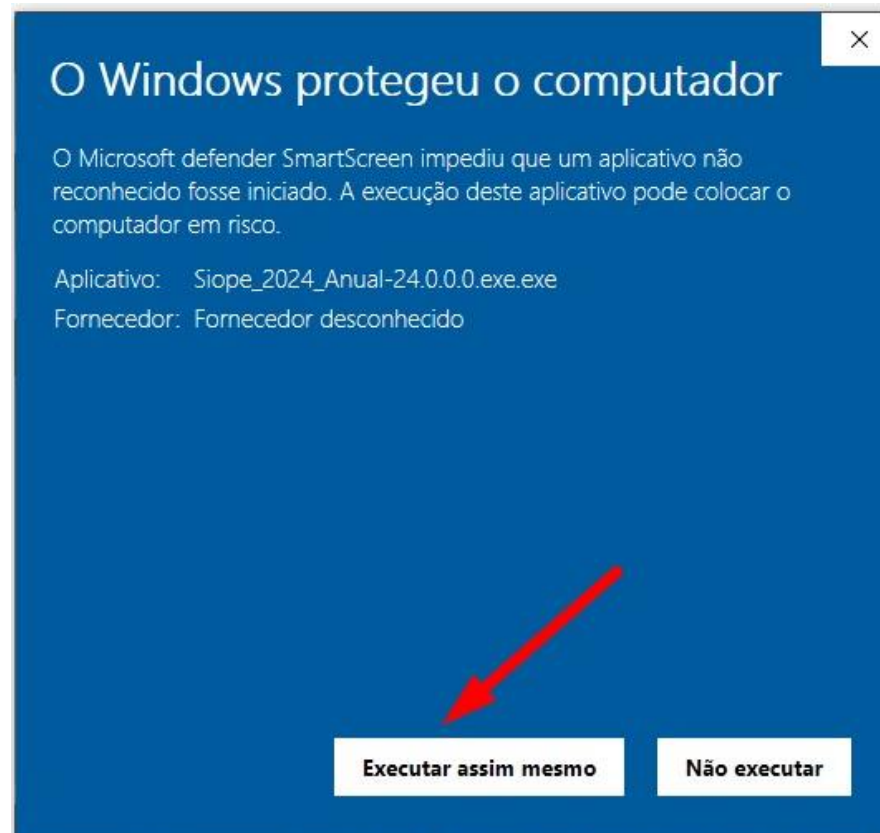 O Windows protegeu o computador
O Microsoft defender SmartScreen impediu que um aplicativo não
reconhecido fosse iniciado. A execução deste aplicativo pode colocar o
computador em risco.
Aplicativo: Siope_2024_Anual-24.0.0.0.exe.exe
Fornecedor: Fornecedor desconhecido
Executar assim mesmo Não executar